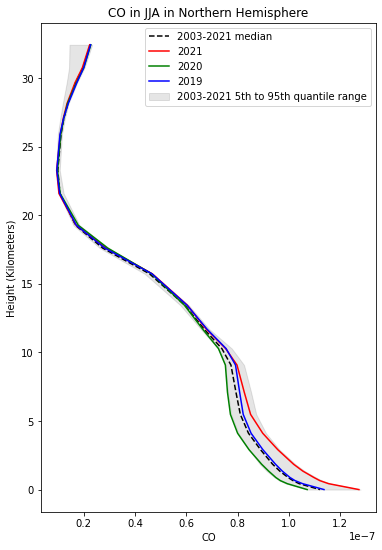 CO in JJA in Northern Hemisphere
2003-2021 median
2021
2020
2019
2003-2021 5th to 95th quantile range
Height (Kilometers)
30
25
20
15
10
5
0
0.2 0.4 0.6 0.8 1.0 1.2
CO
1e-7